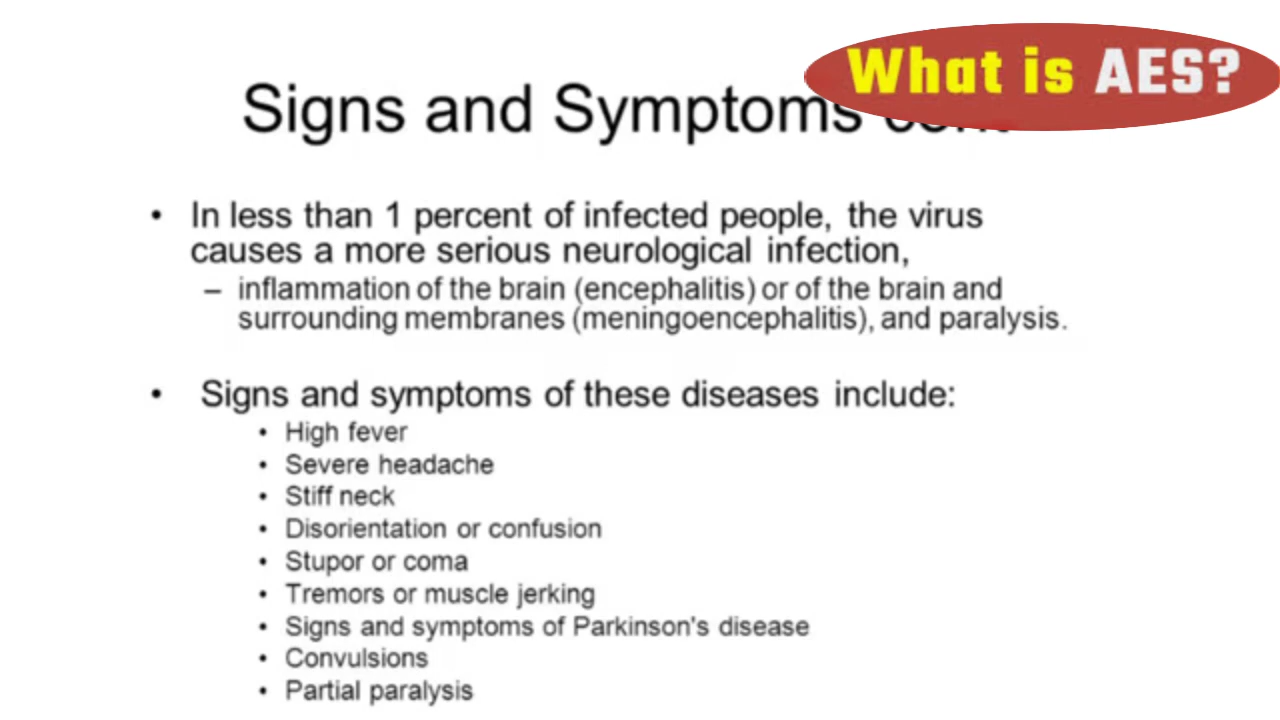 What is AES?
Signs and Symptoms
• In less than 1 percent of infected people, the virus
causes a more serious neurological infection,
– inflammation of the brain (encephalitis) or of the brain and
surrounding membranes (meningoencephalitis), and paralysis.
• Signs and symptoms of these diseases include:
• High fever
• Severe headache
• Stiff neck
• Disorientation or confusion
• Stupor or coma
• Tremors or muscle jerking
• Signs and symptoms of Parkinson's disease
• Convulsions
• Partial paralysis